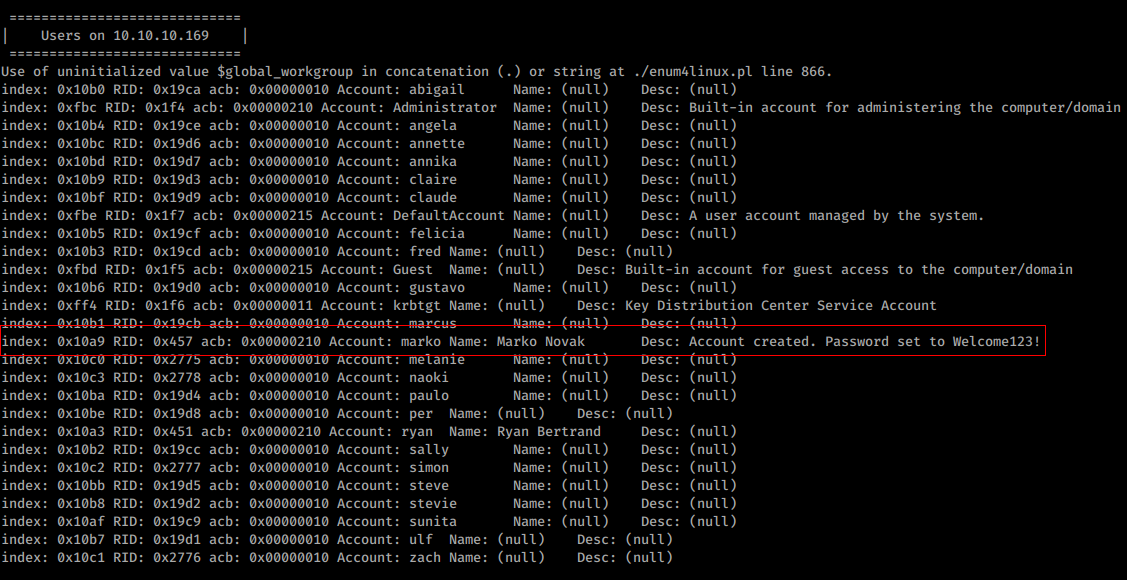 =============================
|    Users on 10.10.10.169    |
=============================
Use of uninitialized value $global_workgroup in concatenation (.) or string at ./enum4linux.pl line 866.
index: 0x10b0 RID: 0x19ca acb: 0x00000010 Account: abigail      Name: (null)    Desc: (null)
index: 0xfbc RID: 0x1f4 acb: 0x00000210 Account: Administrator  Name: (null)    Desc: Built-in account for administering the computer/domain
index: 0x10b4 RID: 0x19ce acb: 0x00000010 Account: angela       Name: (null)    Desc: (null)
index: 0x10bc RID: 0x19d6 acb: 0x00000010 Account: annette      Name: (null)    Desc: (null)
index: 0x10bd RID: 0x19d7 acb: 0x00000010 Account: annika       Name: (null)    Desc: (null)
index: 0x10b9 RID: 0x19d3 acb: 0x00000010 Account: claire       Name: (null)    Desc: (null)
index: 0x10bf RID: 0x19d9 acb: 0x00000010 Account: claude       Name: (null)    Desc: (null)
index: 0xfbe RID: 0x1f7 acb: 0x00000215 Account: DefaultAccount Name: (null)    Desc: A user account managed by the system.
index: 0x10b5 RID: 0x19cf acb: 0x00000010 Account: felicia      Name: (null)    Desc: (null)
index: 0x10b3 RID: 0x19cd acb: 0x00000010 Account: fred Name: (null)    Desc: (null)
index: 0xfbd RID: 0x1f5 acb: 0x00000215 Account: Guest  Name: (null)    Desc: Built-in account for guest access to the computer/domain
index: 0x10b6 RID: 0x19d0 acb: 0x00000010 Account: gustavo      Name: (null)    Desc: (null)
index: 0xff4 RID: 0x1f6 acb: 0x00000011 Account: krbtgt Name: (null)    Desc: Key Distribution Center Service Account
index: 0x10b1 RID: 0x19cb acb: 0x00000010 Account: marcus       Name: (null)    Desc: (null)
index: 0x10a9 RID: 0x457 acb: 0x00000210 Account: marko Name: Marko Novak       Desc: Account created. Password set to Welcome123!
index: 0x10c0 RID: 0x2775 acb: 0x00000010 Account: melanie      Name: (null)    Desc: (null)
index: 0x10c3 RID: 0x2778 acb: 0x00000010 Account: naoki        Name: (null)    Desc: (null)
index: 0x10ba RID: 0x19d4 acb: 0x00000010 Account: paulo        Name: (null)    Desc: (null)
index: 0x10be RID: 0x19d8 acb: 0x00000010 Account: per  Name: (null)    Desc: (null)
index: 0x10a3 RID: 0x451 acb: 0x00000210 Account: ryan  Name: Ryan Bertrand     Desc: (null)
index: 0x10b2 RID: 0x19cc acb: 0x00000010 Account: sally        Name: (null)    Desc: (null)
index: 0x10c2 RID: 0x2777 acb: 0x00000010 Account: simon        Name: (null)    Desc: (null)
index: 0x10bb RID: 0x19d5 acb: 0x00000010 Account: steve        Name: (null)    Desc: (null)
index: 0x10b8 RID: 0x19d2 acb: 0x00000010 Account: stevie       Name: (null)    Desc: (null)
index: 0x10af RID: 0x19c9 acb: 0x00000010 Account: sunita       Name: (null)    Desc: (null)
index: 0x10b7 RID: 0x19d1 acb: 0x00000010 Account: ulf  Name: (null)    Desc: (null)
index: 0x10c1 RID: 0x2776 acb: 0x00000010 Account: zach Name: (null)    Desc: (null)